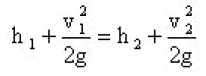 h₁ + v₁²/2g = h₂ + v₂²/2g